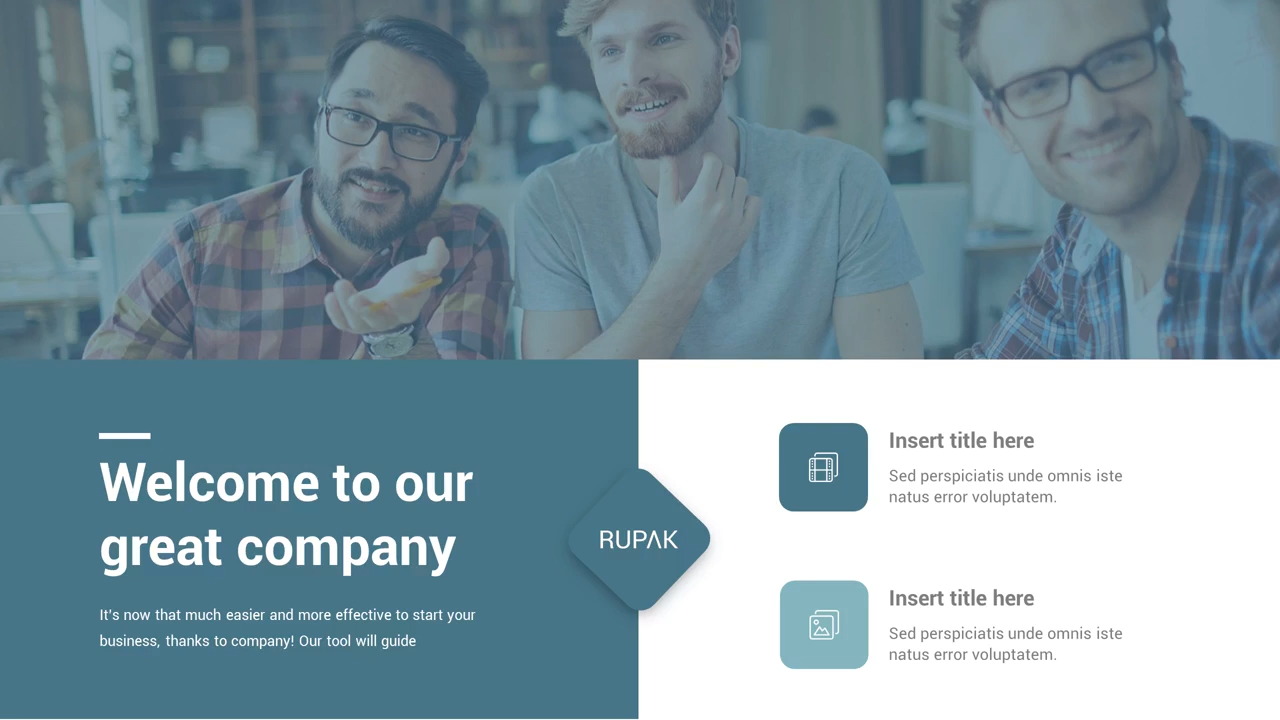 Welcome to our
great company
It's now that much easier and more effective to start your
business, thanks to company! Our tool will guide
RUPΛK
Insert title here
Sed perspiciatis unde omnis iste
natus error voluptatem.
Insert title here
Sed perspiciatis unde omnis iste
natus error voluptatem.